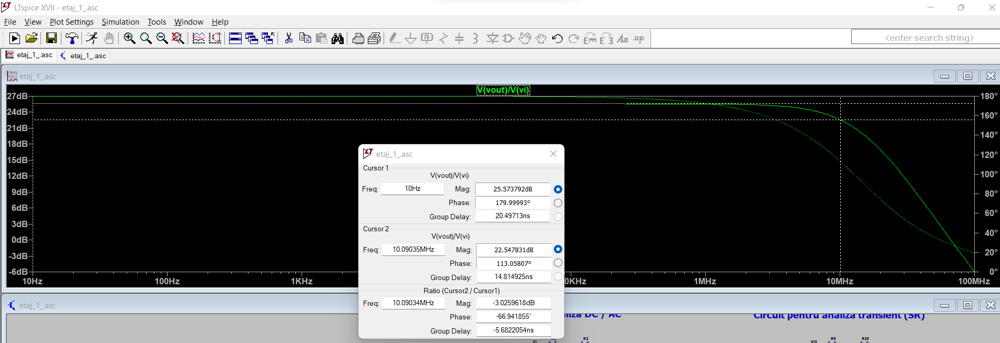 LTspice XVII - etaj_1_.asc
File View Plot Settings Simulation Tools Window Help
<enter search string>
etaj_1_.asc etaj_1_.asc
etaj_1_.asc
V(vout)/V(vi)
27dB 180°
24dB 160°
21dB 140°
18dB
15dB 120°
12dB 100°
9dB 80°
6dB 60°
3dB 40°
0dB
-3dB 20°
-6dB 0°
10Hz 100Hz 1KHz 0KHz 1MHz 10MHz 100MHz
etaj_1_.asc
Cursor 1
V(vout)/V(vi)
Freq: 10Hz Mag: 25.573792dB
Phase: 179.99993°
Group Delay: 20.49713ns
Cursor 2
V(vout)/V(vi)
Freq: 10.09035MHz Mag: 22.547831dB
Phase: 113.05807°
Group Delay: 14.814925ns
Ratio (Cursor2 / Cursor1)
Freq: 10.09034MHz Mag: -3.0259618dB
Phase: -66.941855°
Group Delay: -5.6822054ns
etaj_1_.asc
DC / AC Circuit pentru analiza transient (SR)
Vi R2 Vi3 R9 R10